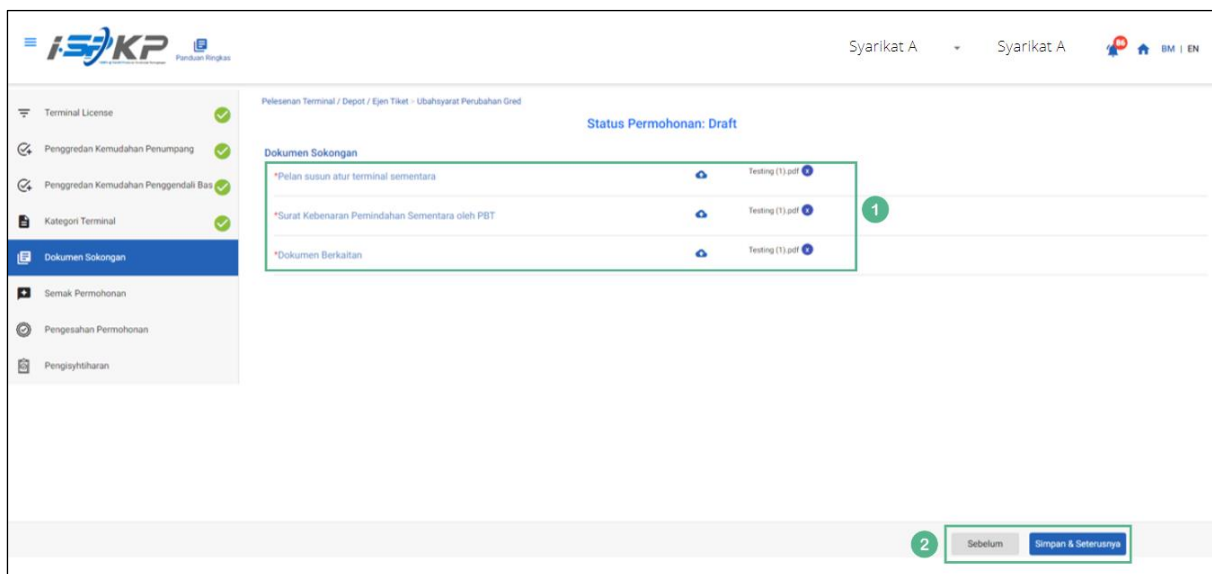 i-SPKP
Panduan Ringkas
Syarikat A
Syarikat A
86
BM | EN
Terminal License
Penggredan Kemudahan Penumpang
Penggredan Kemudahan Penggendali Bas
Kategori Terminal
Dokumen Sokongan
Semak Permohonan
Pengesahan Permohonan
Pengisyhtiharan
Pelesenan Terminal / Depot / Ejen Tiket :- Ubahsyarat Perubahan Gred
Status Permohonan: Draft
Dokumen Sokongan
*Pelan susun atur terminal sementara Testing (1).pdf x
*Surat Kebenaran Pemindahan Sementara oleh PBT Testing (1).pdf x
*Dokumen Berkaitan Testing (1).pdf x
1
2
Sebelum
Simpan & Seterusnya